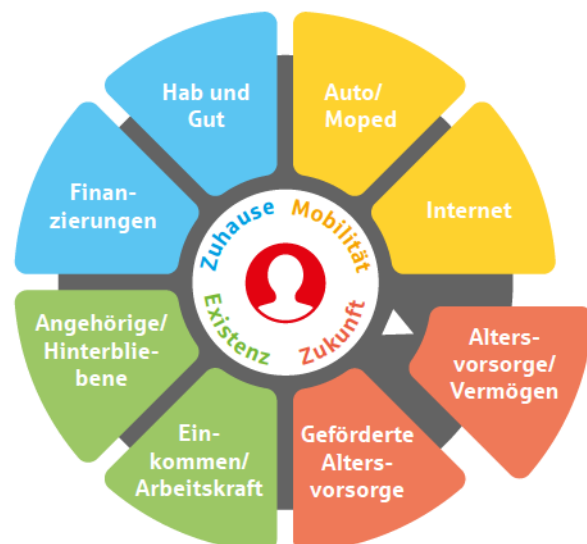 Hab und
Gut
Auto/
Moped
Finan-
zierungen
Internet
Zuhause
Mobilität
Existenz
Zukunft
Angehörige/
Hinterblie-
bene
Alters-
vorsorge/
Vermögen
Ein-
kommen/
Arbeitskraft
Geförderte
Alters-
vorsorge